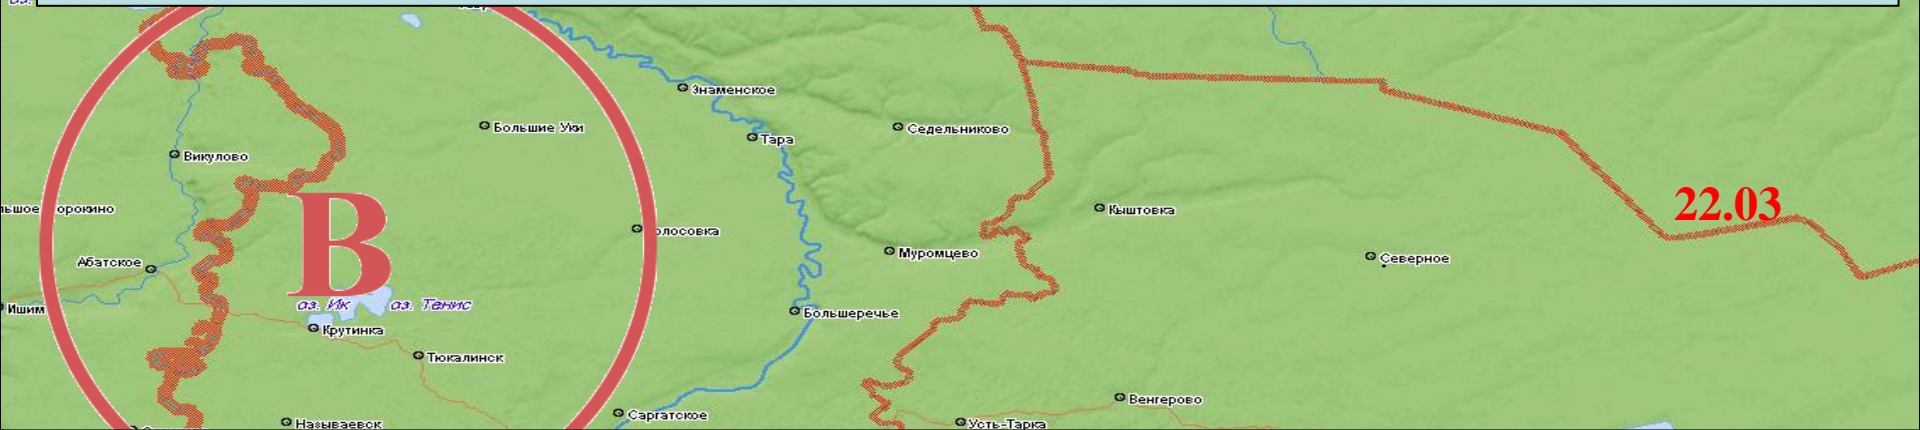 Знаменское
Большие Уки
Седельниково
Тара
Викулово
22.03
Кыштовка
Абатское
Муромцево
Северное
оз. Ик
оз. Тенис
Ишим
Большеречье
Крутинка
Тюкалинск
Венгерово
Саргатское
Называевск
Усть-Тарка
В